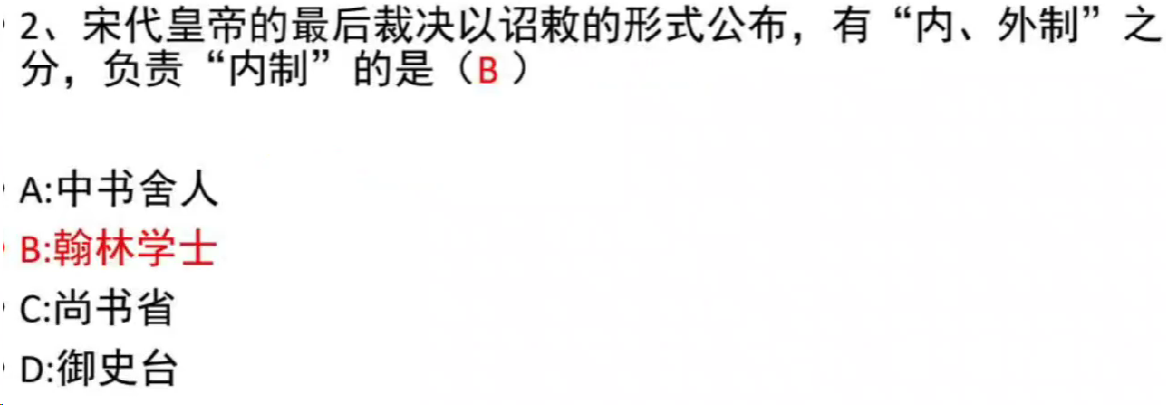 2、宋代皇帝的最后裁决以诏敕的形式公布，有“内、外制”之
分，负责“内制”的是（B ）
A:中书舍人
B:翰林学士
C:尚书省
D:御史台